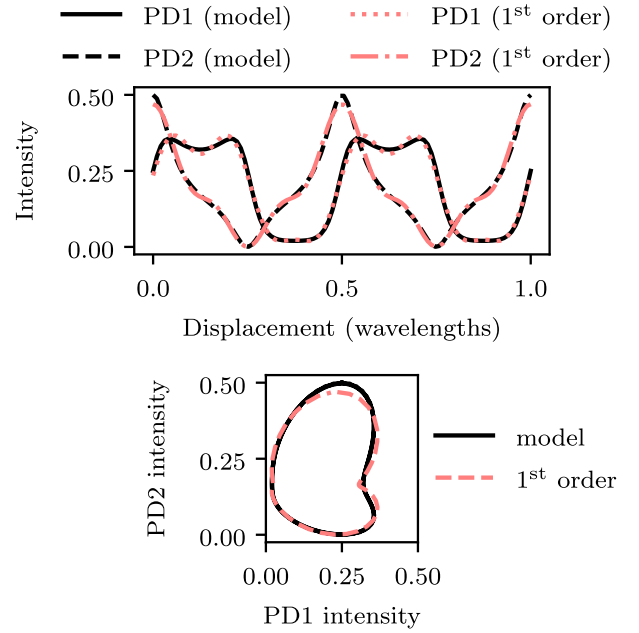 PD1 (model) PD1 (1st order)
PD2 (model) PD2 (1st order)
0.50
0.25
0.00
Intensity
0.0 0.5 1.0
Displacement (wavelengths)
0.50
0.25
0.00
PD2 intensity
model
1st order
0.00 0.25 0.50
PD1 intensity